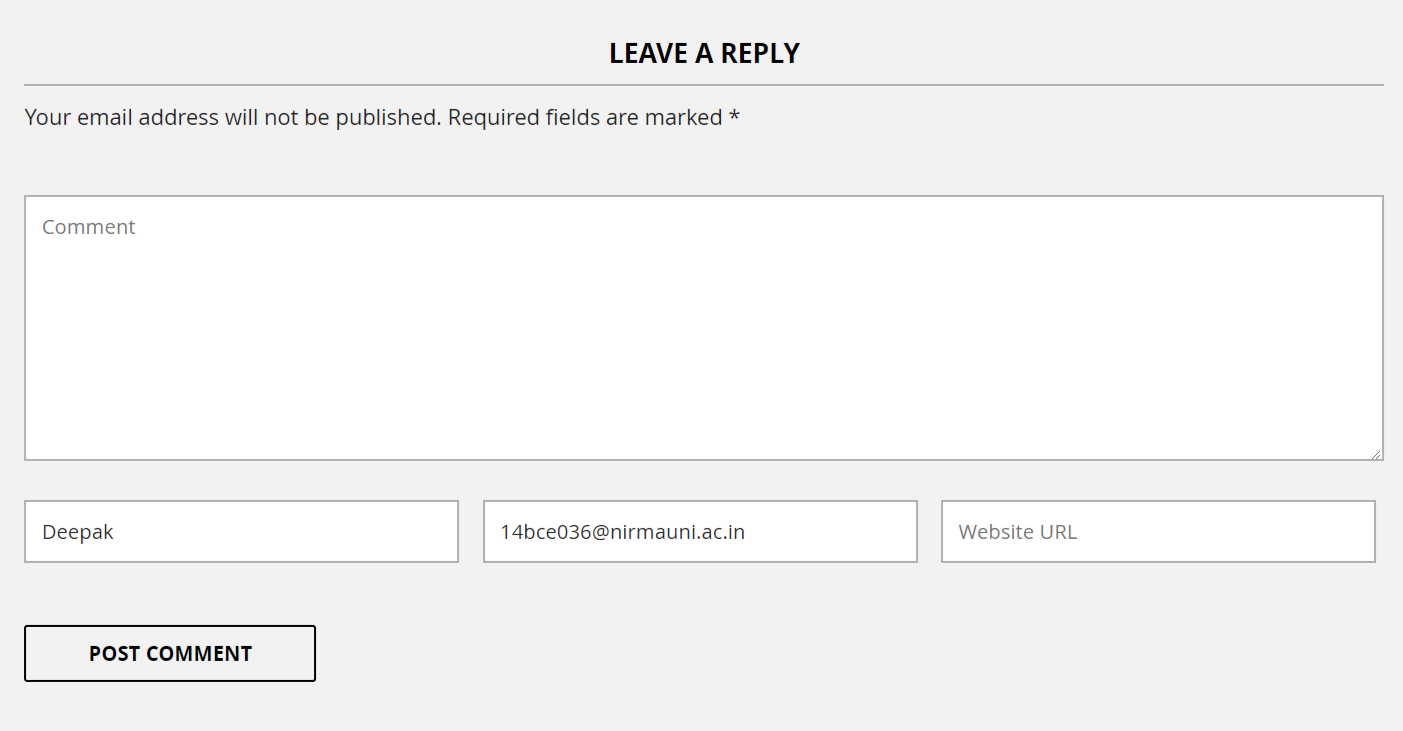 LEAVE A REPLY
Your email address will not be published. Required fields are marked *
Comment
Deepak
14bce036@nirmauni.ac.in
Website URL
POST COMMENT